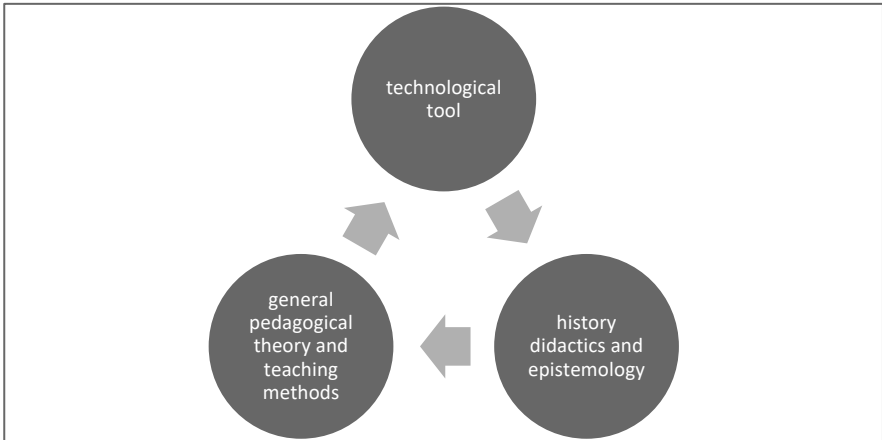 technological
tool
general
pedagogical
theory and
teaching
methods
history
didactics and
epistemology